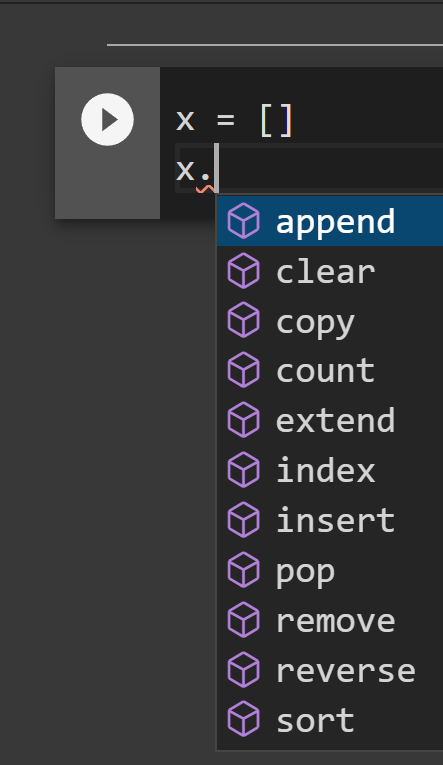 x = []
x.
append
clear
copy
count
extend
index
insert
pop
remove
reverse
sort